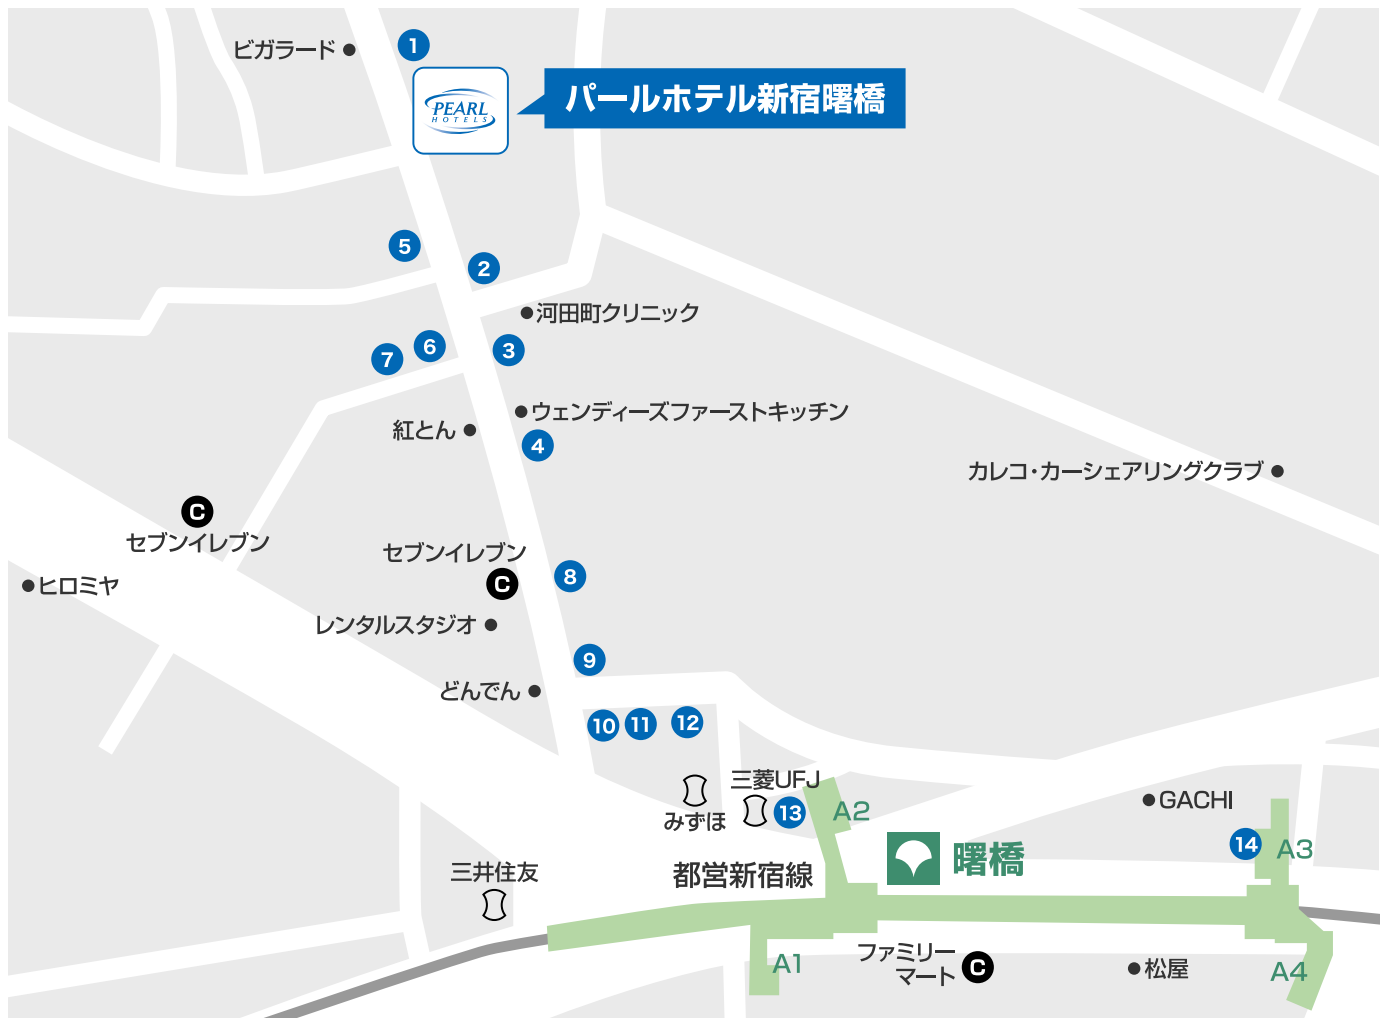 ビガラード
1
PEARL
HOTELS
パールホテル新宿曙橋
5
2
河田町クリニック
7
6
3
ウェンディーズファーストキッチン
紅とん
4
カレコ・カーシェアリングクラブ
C
セブンイレブン
セブンイレブン
C
8
ヒロミヤ
レンタルスタジオ
9
どんでん
10
11
12
三菱UFJ
みずほ
13
A2
GACHI
14
A3
曙橋
三井住友
都営新宿線
ファミリー
マート
C
A1
松屋
A4